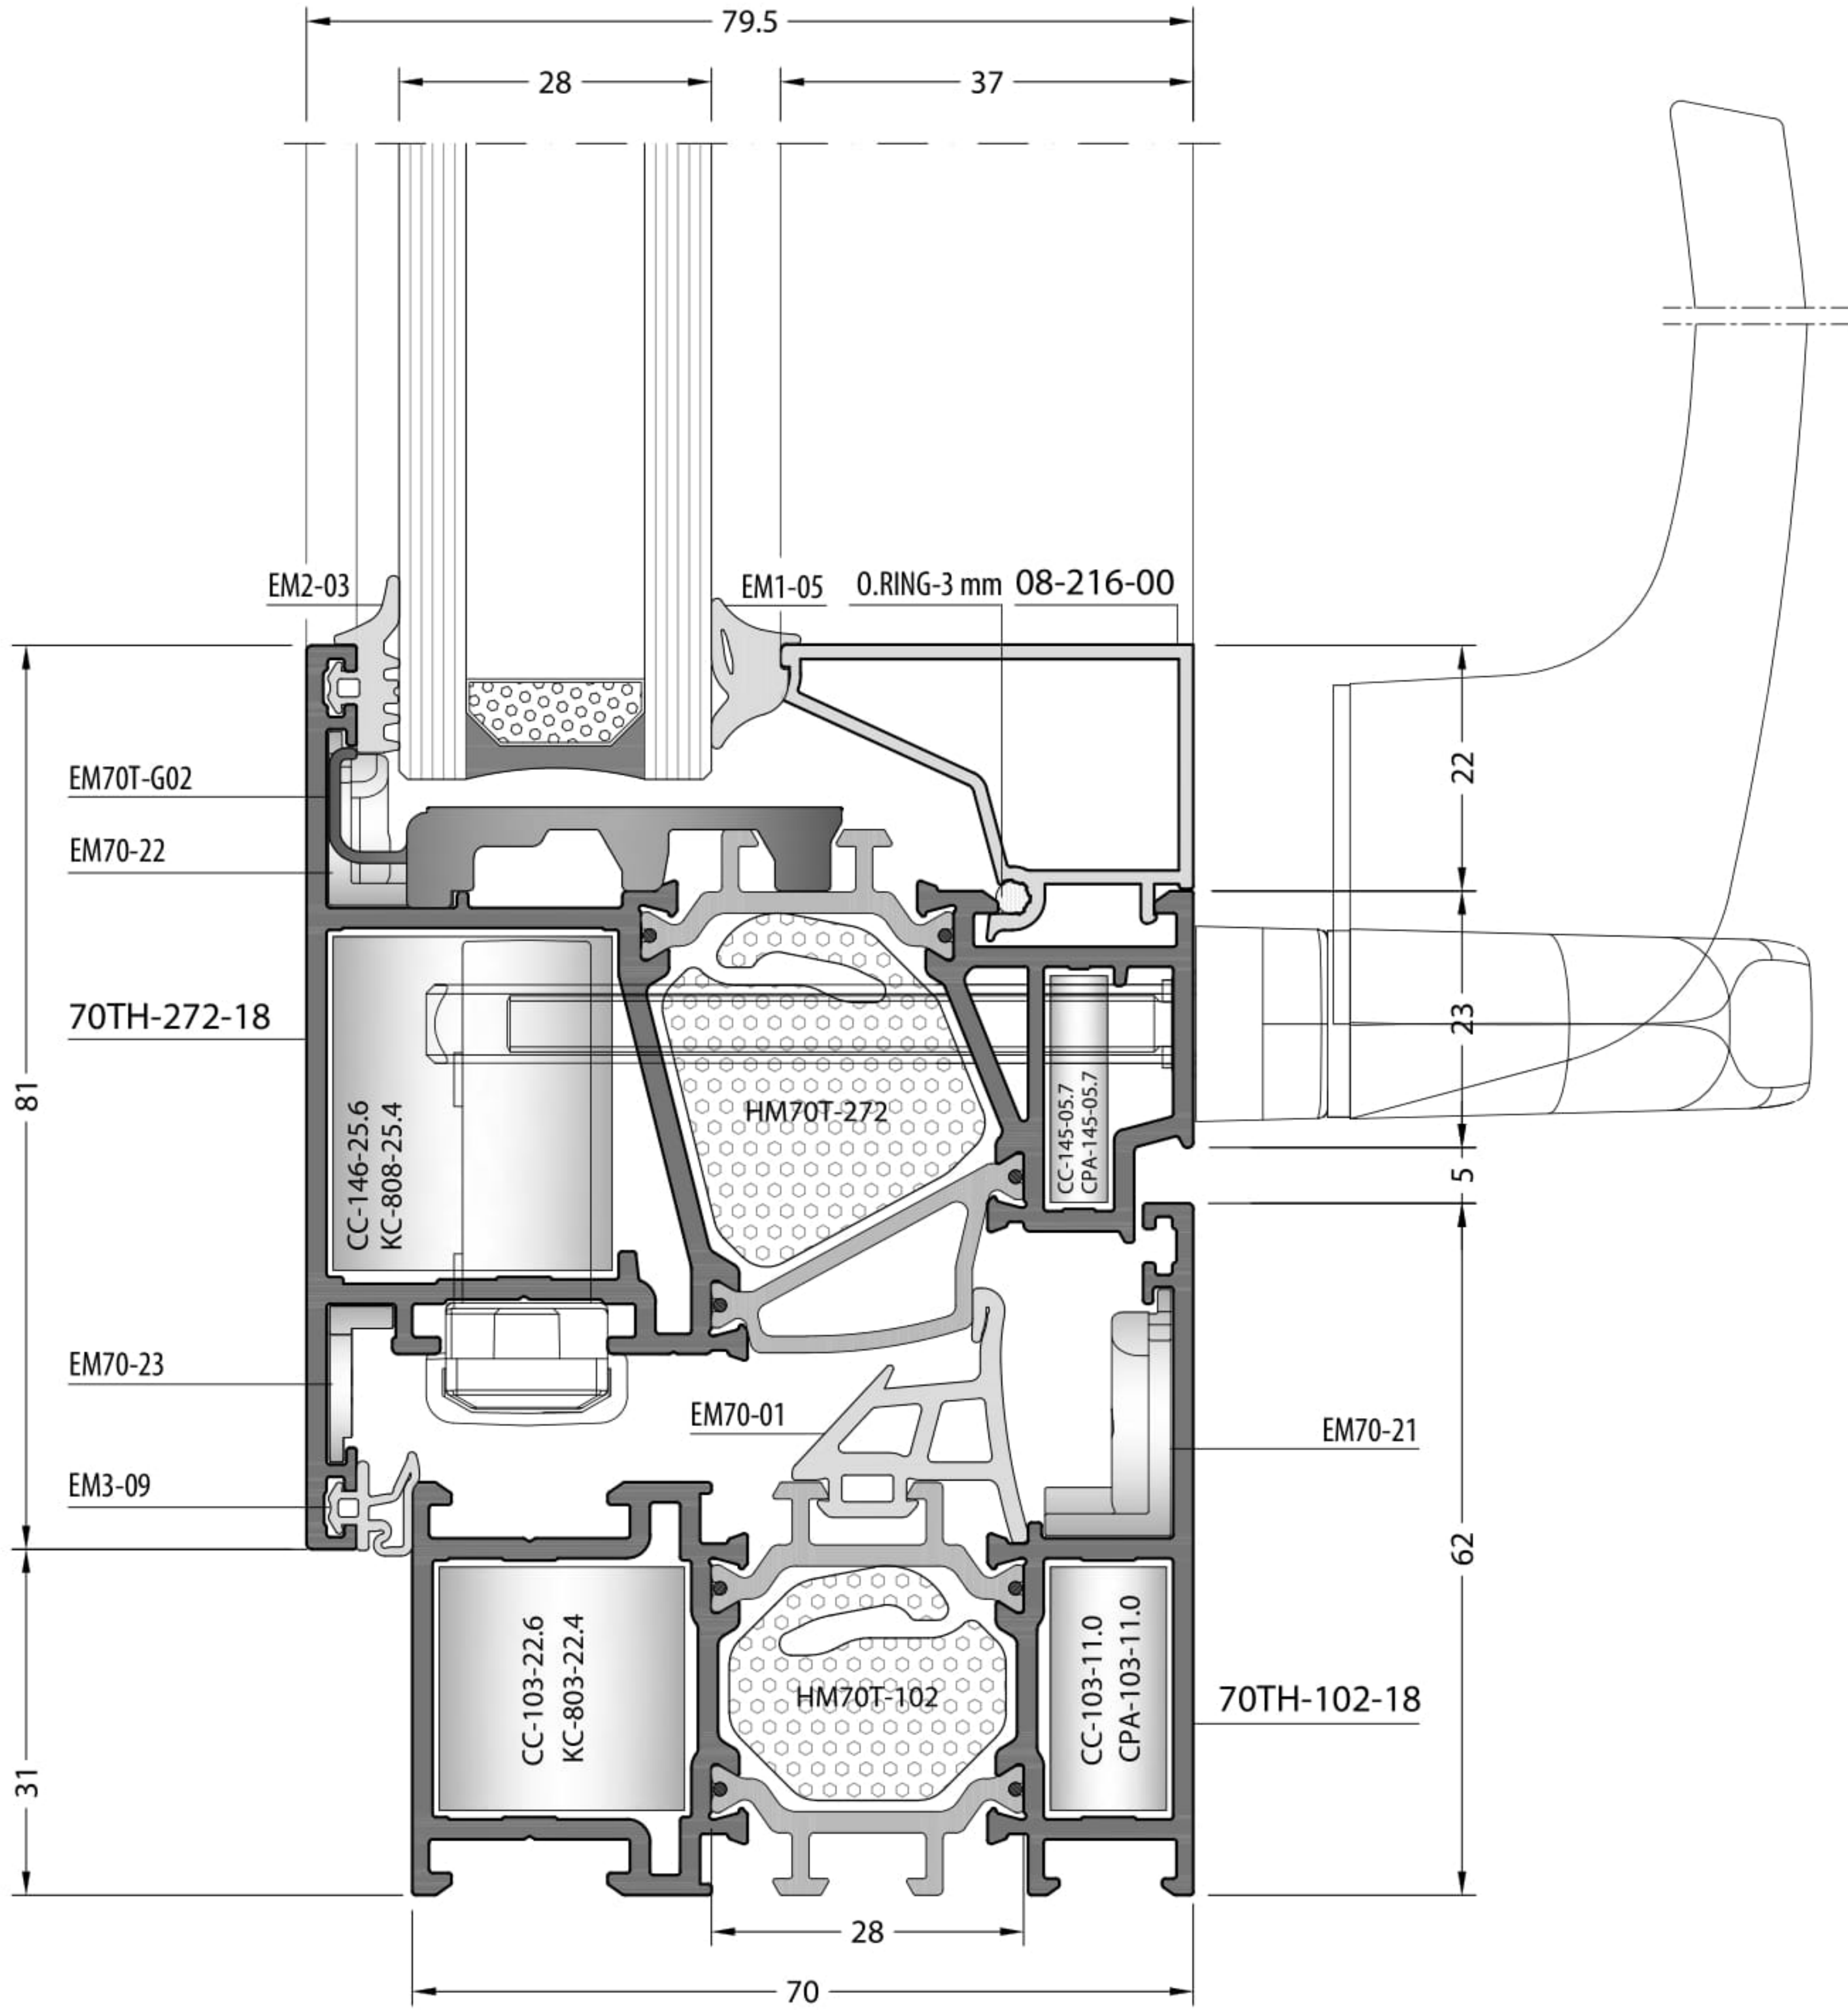 79.5
28
37
EM2-03
EM1-05
O.RING-3 mm
08-216-00
EM70T-G02
22
EM70-22
70TH-272-18
23
81
HM70T-272
CC-146-25.6
KC-808-25.4
CC-145-05.7
CPA-145-05.7
5
EM70-23
EM70-01
EM70-21
EM3-09
62
CC-103-22.6
KC-803-22.4
HM70T-102
CC-103-11.0
CPA-103-11.0
70TH-102-18
31
28
70